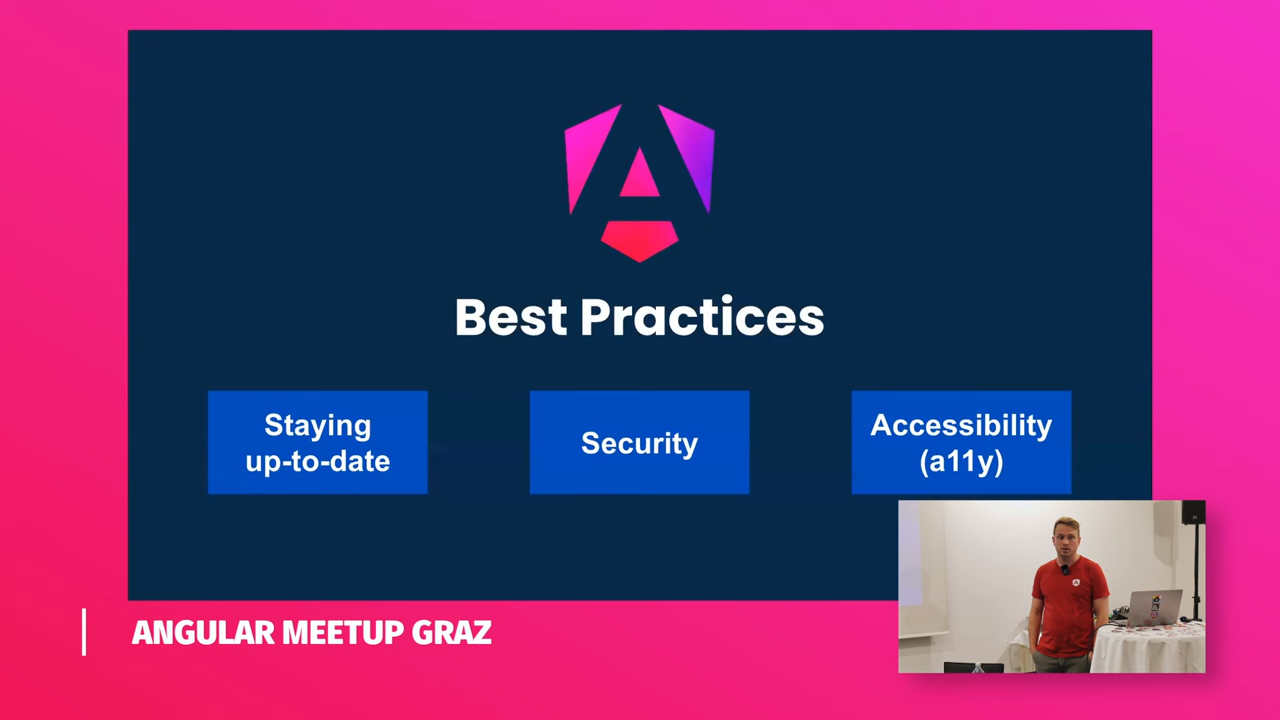 Best Practices
Staying
up-to-date
Security
Accessibility
(a11y)
ANGULAR MEETUP GRAZ